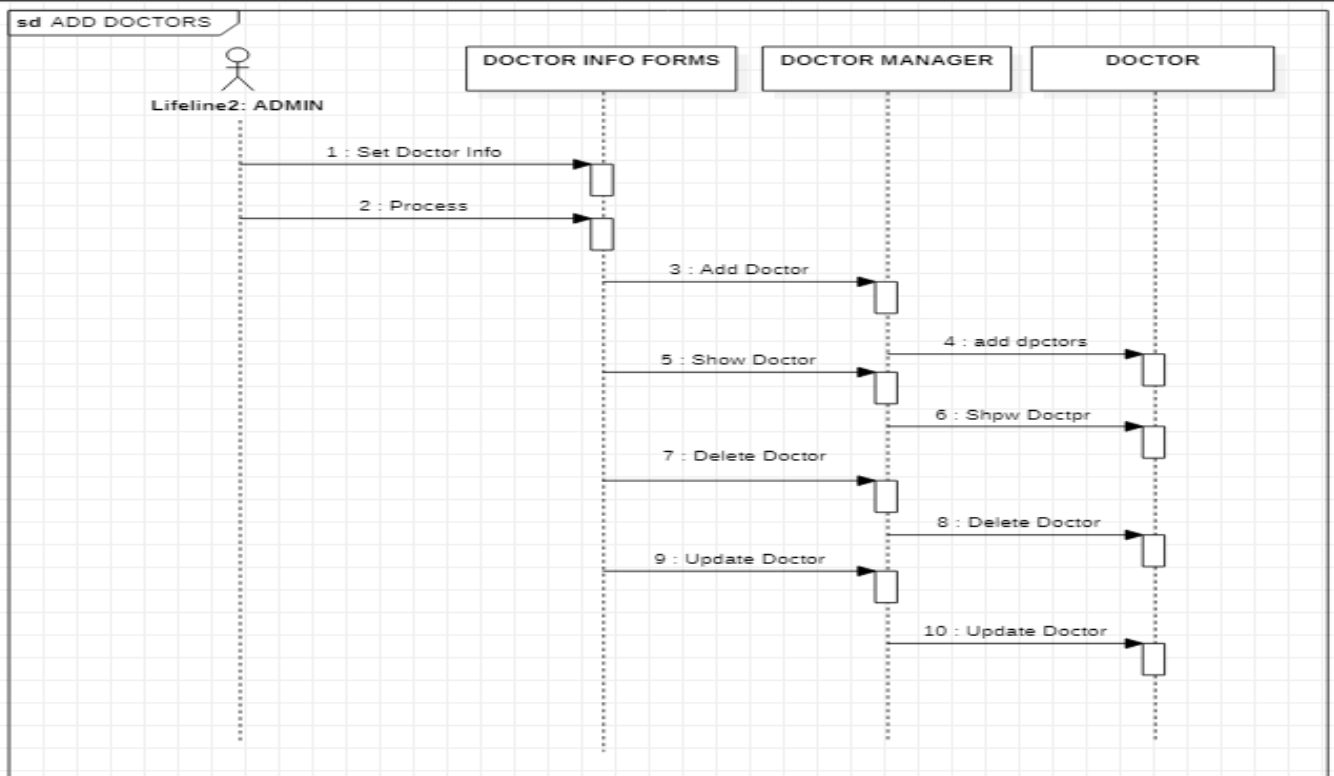 sd ADD DOCTORS
DOCTOR INFO FORMS
DOCTOR MANAGER
DOCTOR
Lifeline2: ADMIN
1 : Set Doctor Info
2 : Process
3 : Add Doctor
4 : add dpctors
5 : Show Doctor
6 : Shpw Doctpr
7 : Delete Doctor
8 : Delete Doctor
9 : Update Doctor
10 : Update Doctor